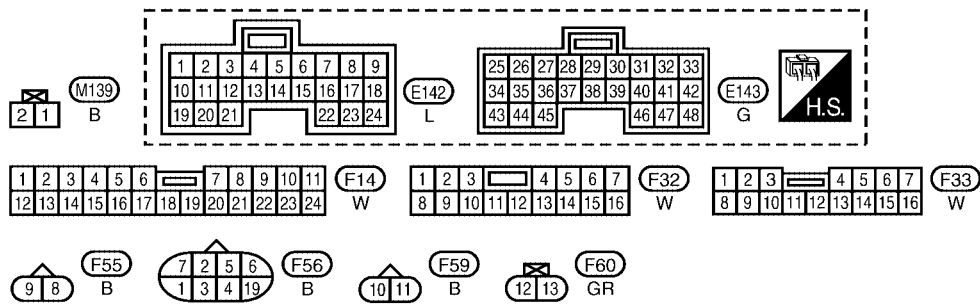 1 2 3 4 5 6 7 8 9
10 11 12 13 14 15 16 17 18
19 20 21 22 23 24
E142
L
25 26 27 28 29 30 31 32 33
34 35 36 37 38 39 40 41 42
43 44 45 46 47 48
E143
G
H.S.
2 1
M139
B
1 2 3 4 5 6 7 8 9 10 11
12 13 14 15 16 17 18 19 20 21 22 23 24
F14
W
1 2 3 4 5 6 7
8 9 10 11 12 13 14 15 16
F32
W
1 2 3 4 5 6 7
8 9 10 11 12 13 14 15 16
F33
W
9 8
F55
B
7 2 5 6
1 3 4 19
F56
B
10 11
F59
B
12 13
F60
GR